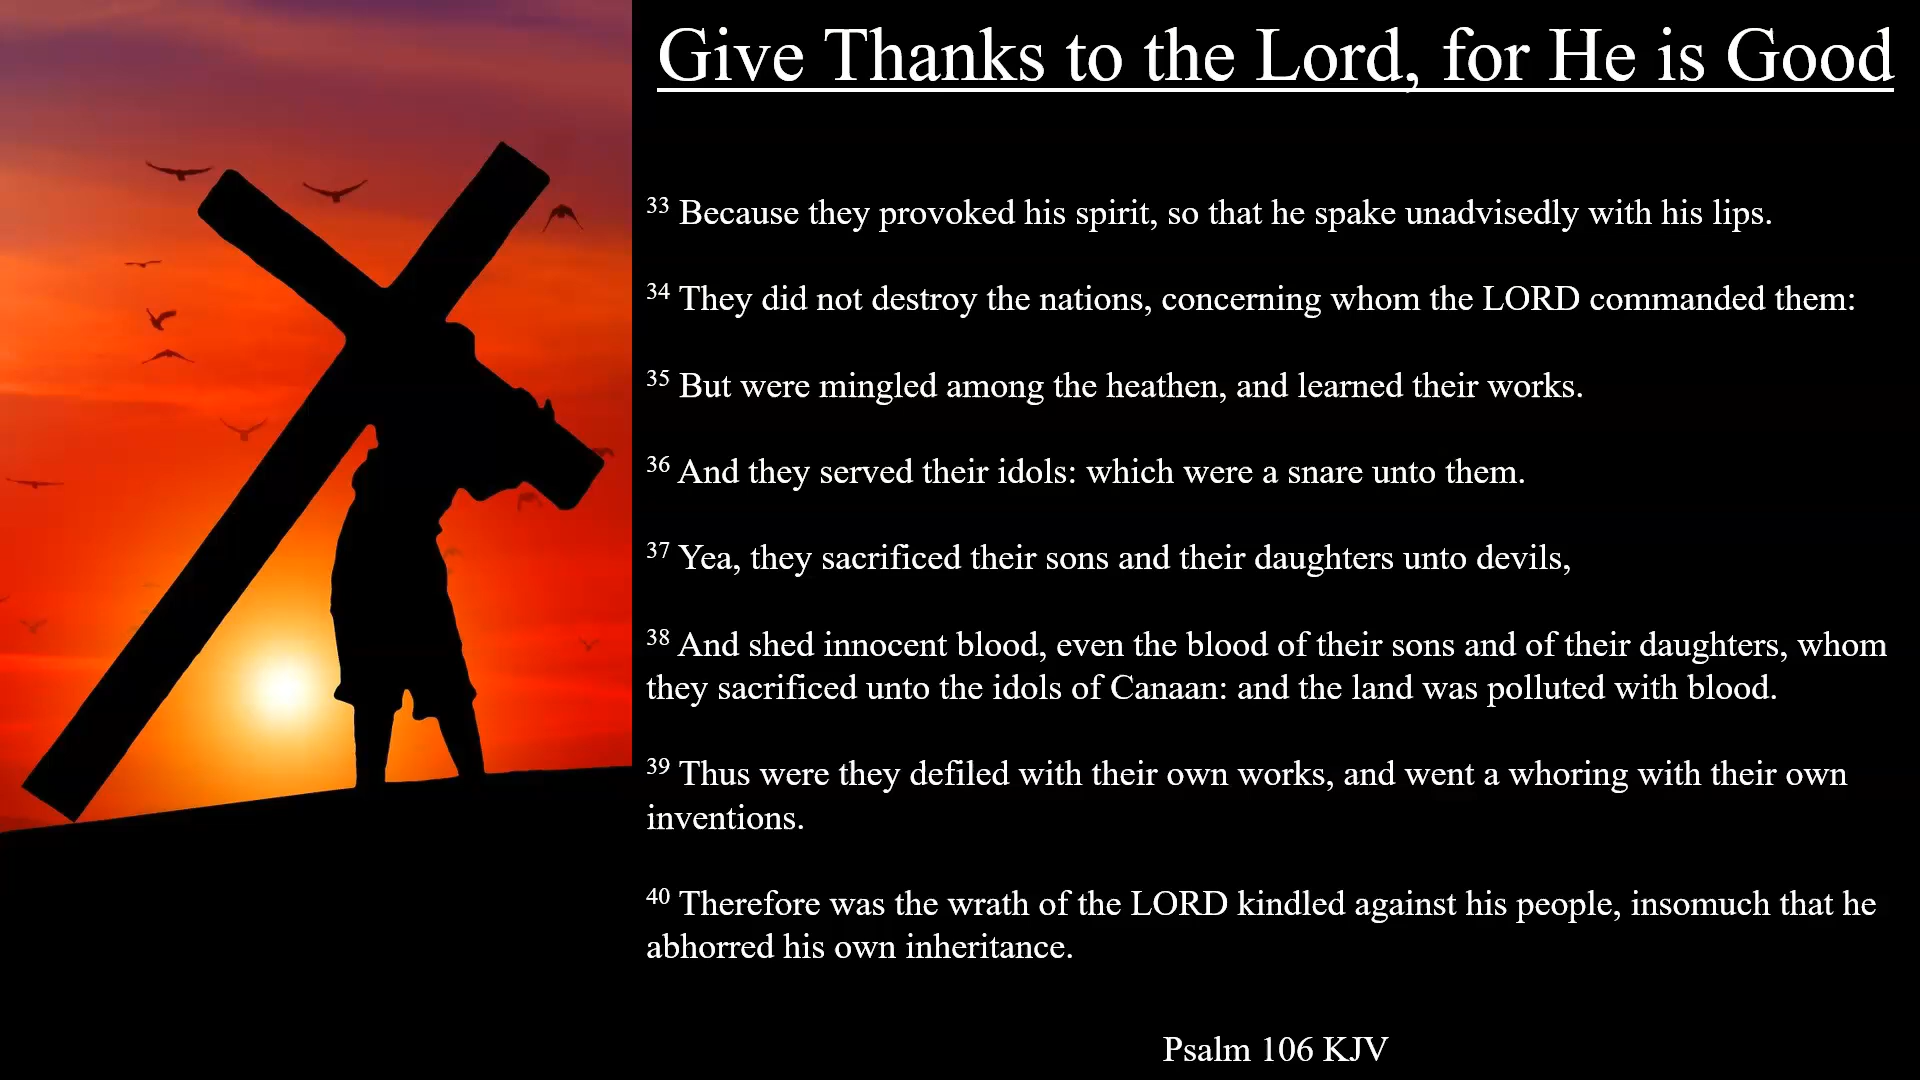 Give Thanks to the Lord, for He is Good
33 Because they provoked his spirit, so that he spake unadvisedly with his lips.
34 They did not destroy the nations, concerning whom the LORD commanded them:
35 But were mingled among the heathen, and learned their works.
36 And they served their idols: which were a snare unto them.
37 Yea, they sacrificed their sons and their daughters unto devils,
38 And shed innocent blood, even the blood of their sons and of their daughters, whom
they sacrificed unto the idols of Canaan: and the land was polluted with blood.
39 Thus were they defiled with their own works, and went a whoring with their own
inventions.
40 Therefore was the wrath of the LORD kindled against his people, insomuch that he
abhorred his own inheritance.
Psalm 106 KJV